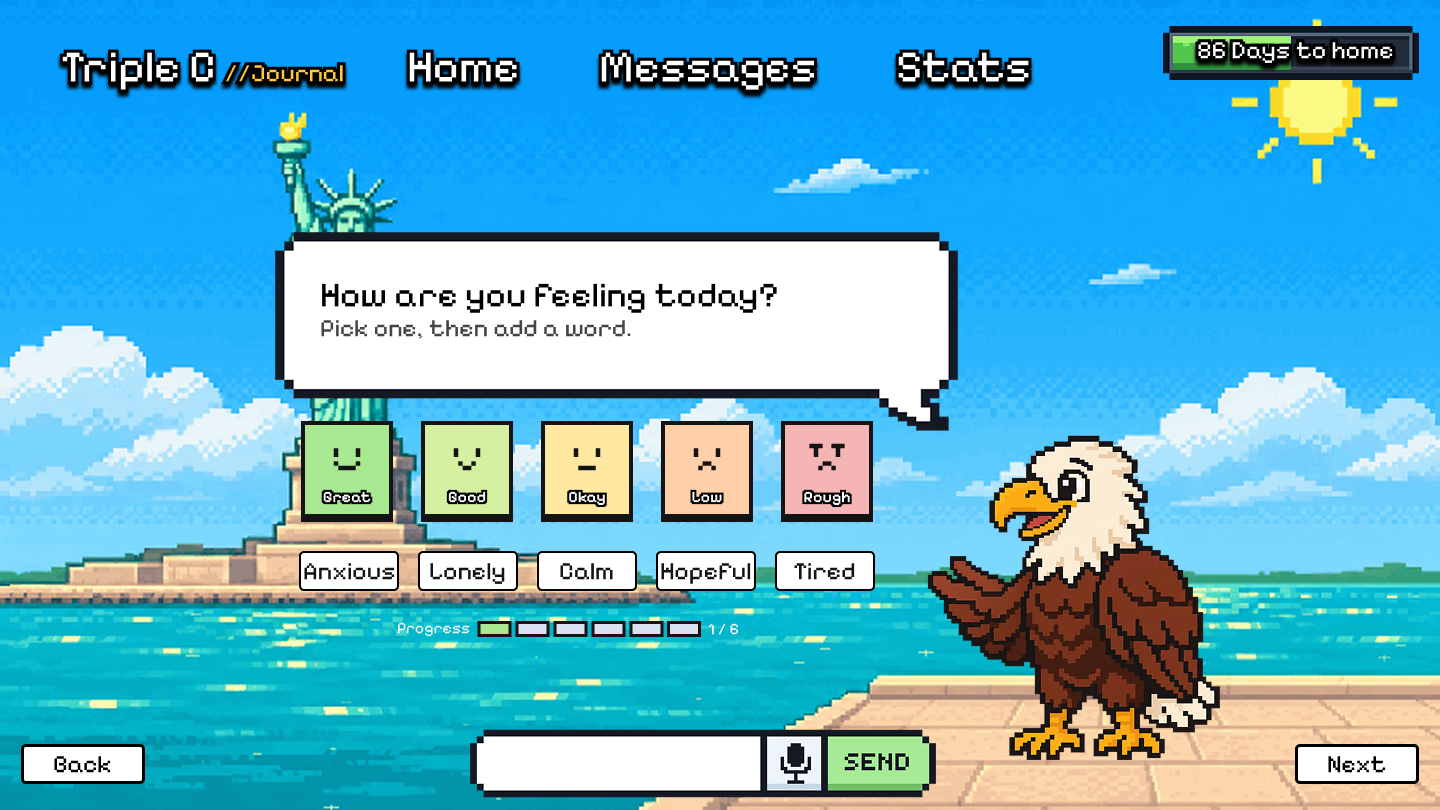 Triple C //Journal
Home
Messages
Stats
86 Days to home
How are you feeling today?
Pick one, then add a word.
Great
Good
Okay
Low
Rough
Anxious
Lonely
Calm
Hopeful
Tired
Progress 1/6
Back
SEND
Next